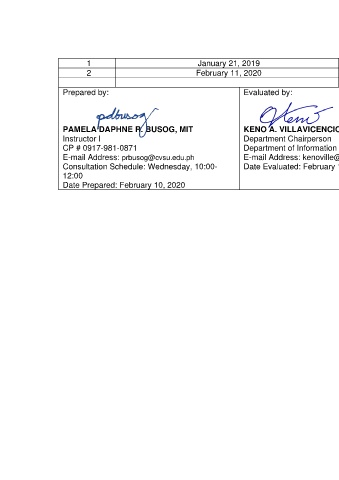 1 January 21, 2019
2 February 11, 2020
Prepared by:
pdbusog
PAMELA DAPHNE R. BUSOG, MIT
Instructor I
CP # 0917-981-0871
E-mail Address: prbusog@cvsu.edu.ph
Consultation Schedule: Wednesday, 10:00-
12:00
Date Prepared: February 10, 2020
Evaluated by:
KENO A. VILLAVICENCIO
Department Chairperson
Department of Information
E-mail Address: kenoville@
Date Evaluated: February